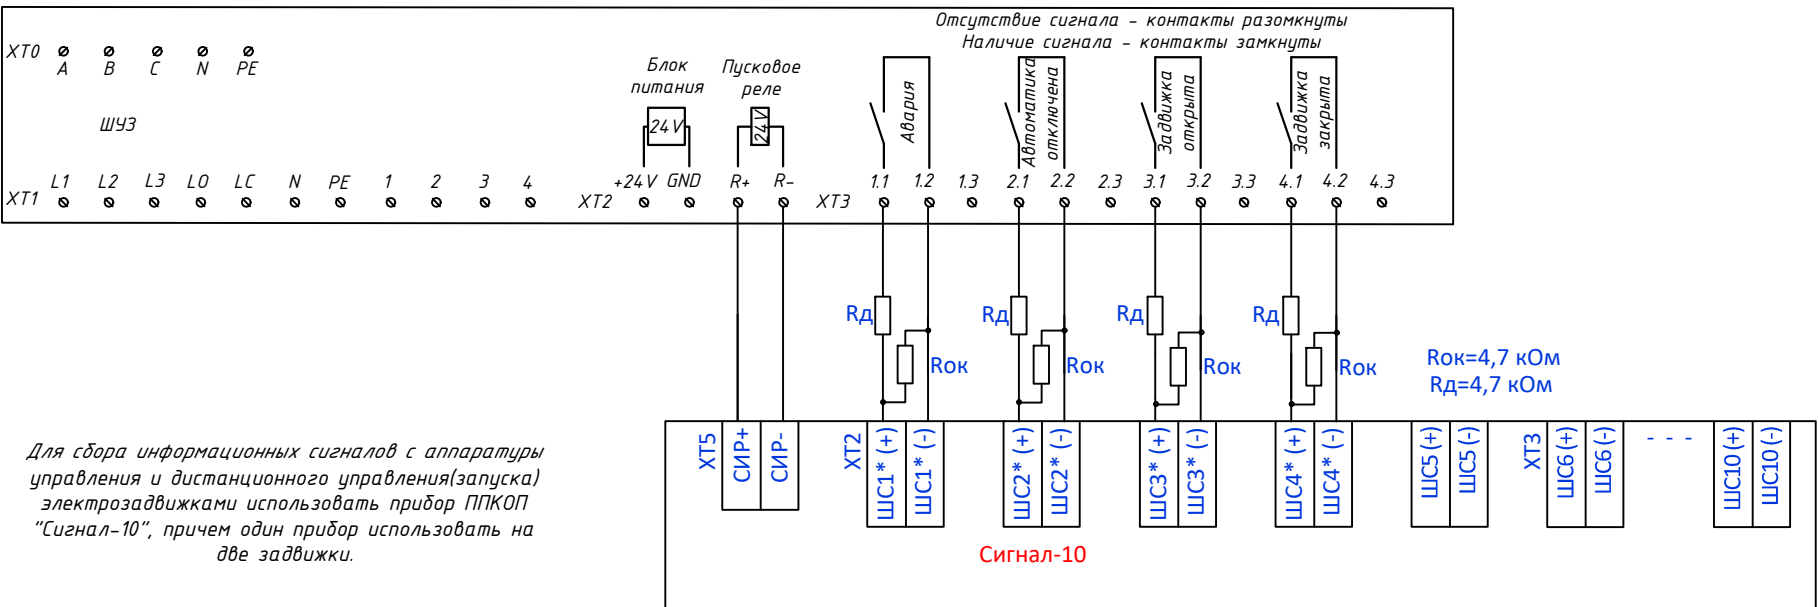 Отсутствие сигнала - контакты разомкнуты
Наличие сигнала - контакты замкнуты
XT0
A B C N PE
ШУЗ
Блок
питания
24V
Пусковое
реле
24V
Авария
Автоматика
отключена
Задвижка
открыта
Задвижка
закрыта
XT1 L1 L2 L3 LO LC N PE 1 2 3 4
XT2 +24V GND R+ R-
XT3 1.1 1.2 1.3 2.1 2.2 2.3 3.1 3.2 3.3 4.1 4.2 4.3
Rд Rд Rд Rд
Rок Rок Rок Rок
Rок=4,7 кОм
Rд=4,7 кОм
Для сбора информационных сигналов с аппаратуры
управления и дистанционного управления(запуска)
электрозадвижками использовать прибор ППКОП
"Сигнал-10", причем один прибор использовать на
две задвижки.
XT5
СИР+
СИР-
XT2
ШС1* (+)
ШС1* (-)
ШС2* (+)
ШС2* (-)
ШС3* (+)
ШС3* (-)
ШС4* (+)
ШС4* (-)
ШС5 (+)
ШС5 (-)
XT3
ШС6 (+)
ШС6 (-)
- - -
ШС10 (+)
ШС10 (-)
Сигнал-10